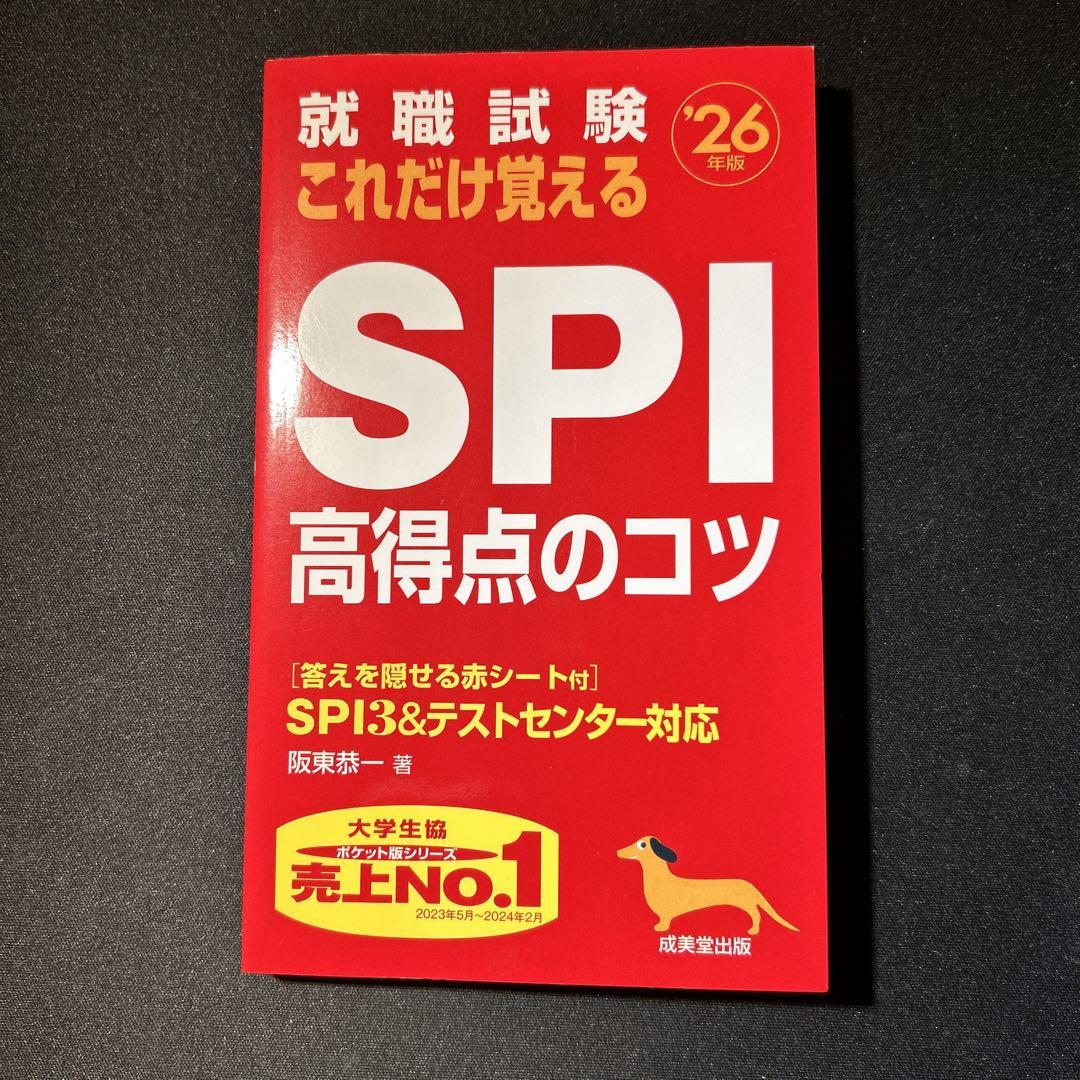 就職試験
'26
年版
これだけ覚える
SPI
高得点のコツ
[答えを隠せる赤シート付]
SPI3&テストセンター対応
阪東恭一 著
大学生協
ポケット版シリーズ
売上NO.1
2023年5月～2024年2月
成美堂出版